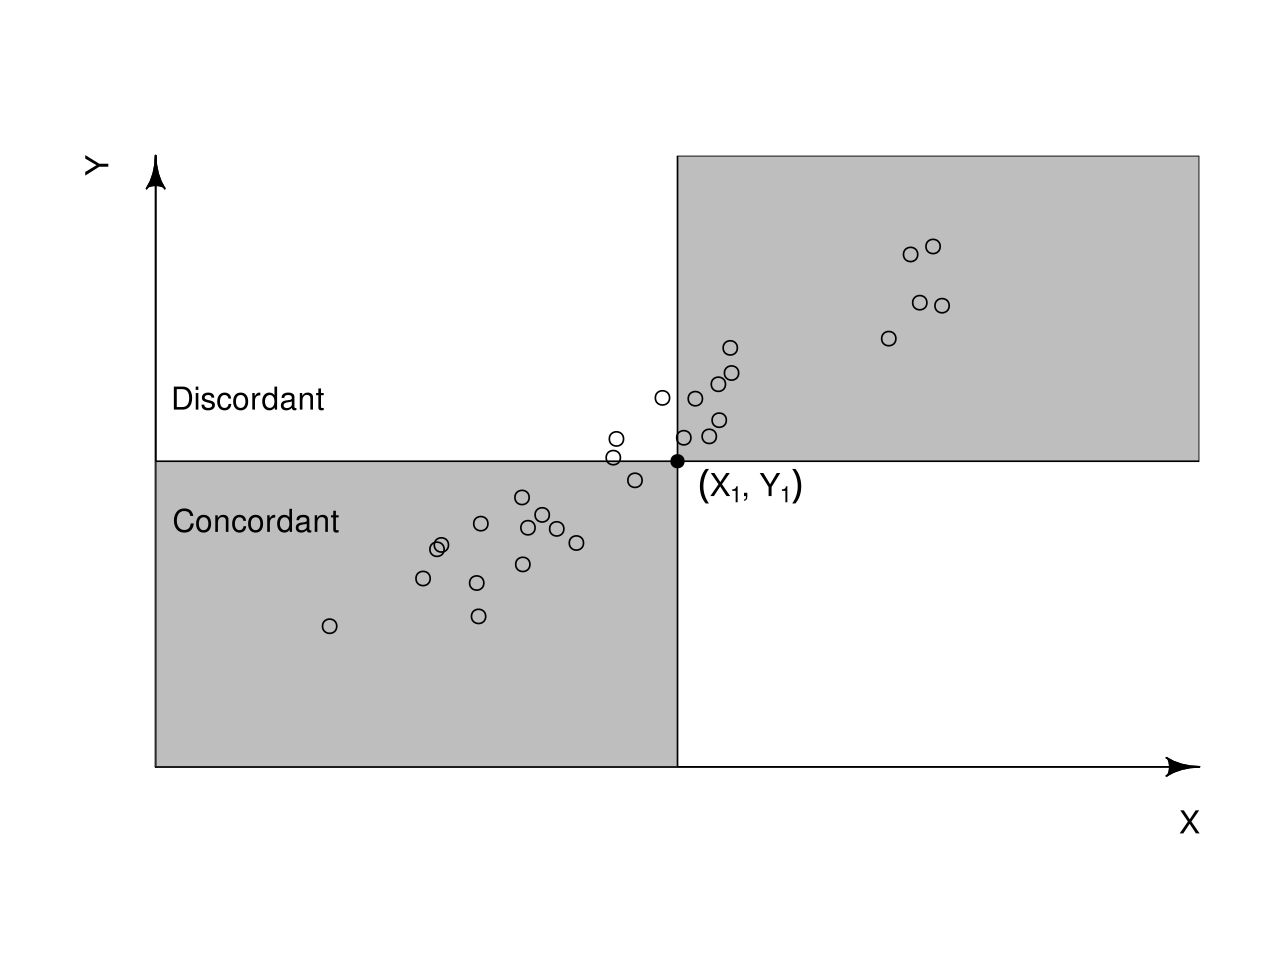 Y
Discordant
(X₁, Y₁)
Concordant
X